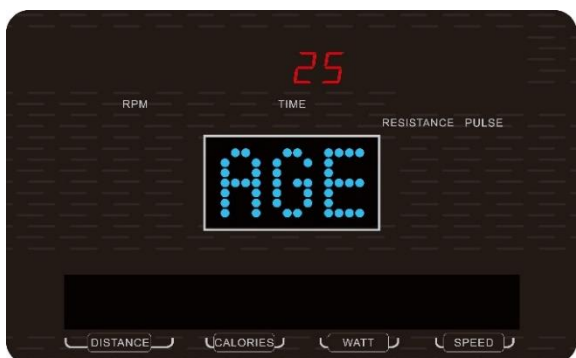 25
RPM TIME
RESISTANCE PULSE
AGE
DISTANCE CALORIES WATT SPEED